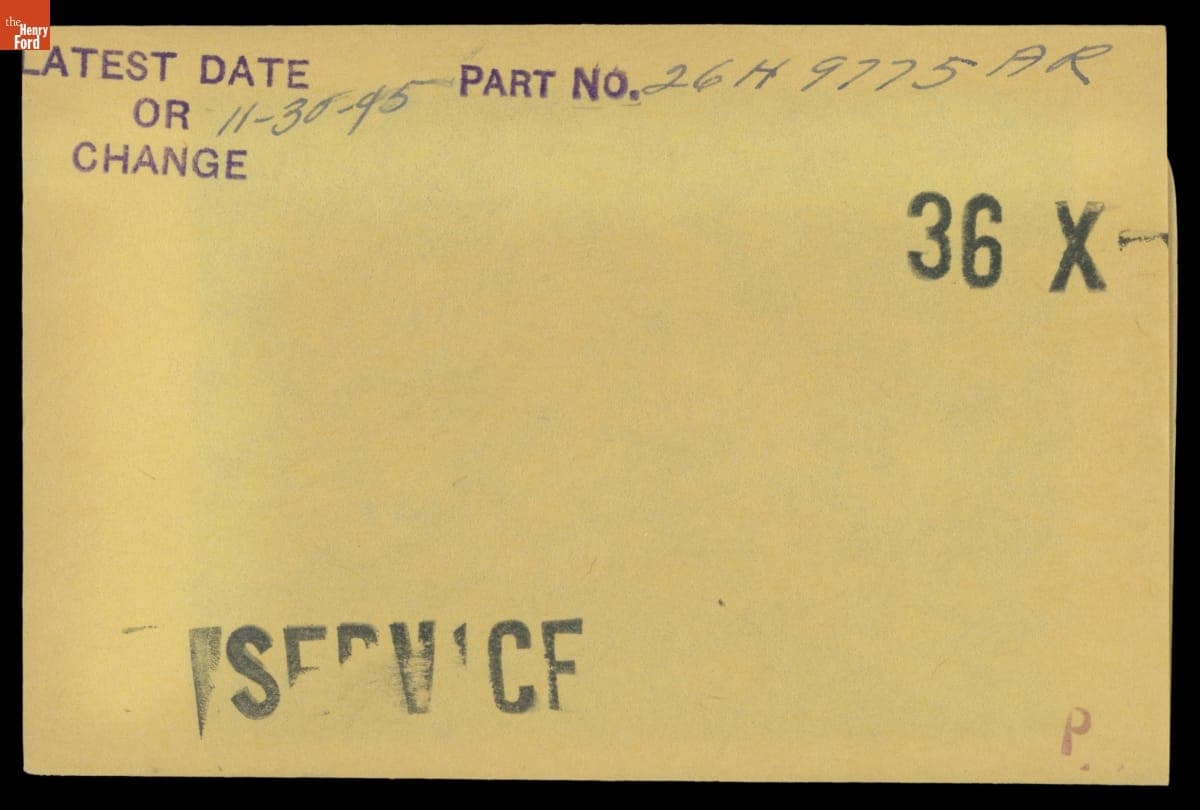 the
Henry
Ford
LATEST DATE
OR 11-30-45
CHANGE
PART NO. 26H 9775 AR
36 X
SERVICE
P